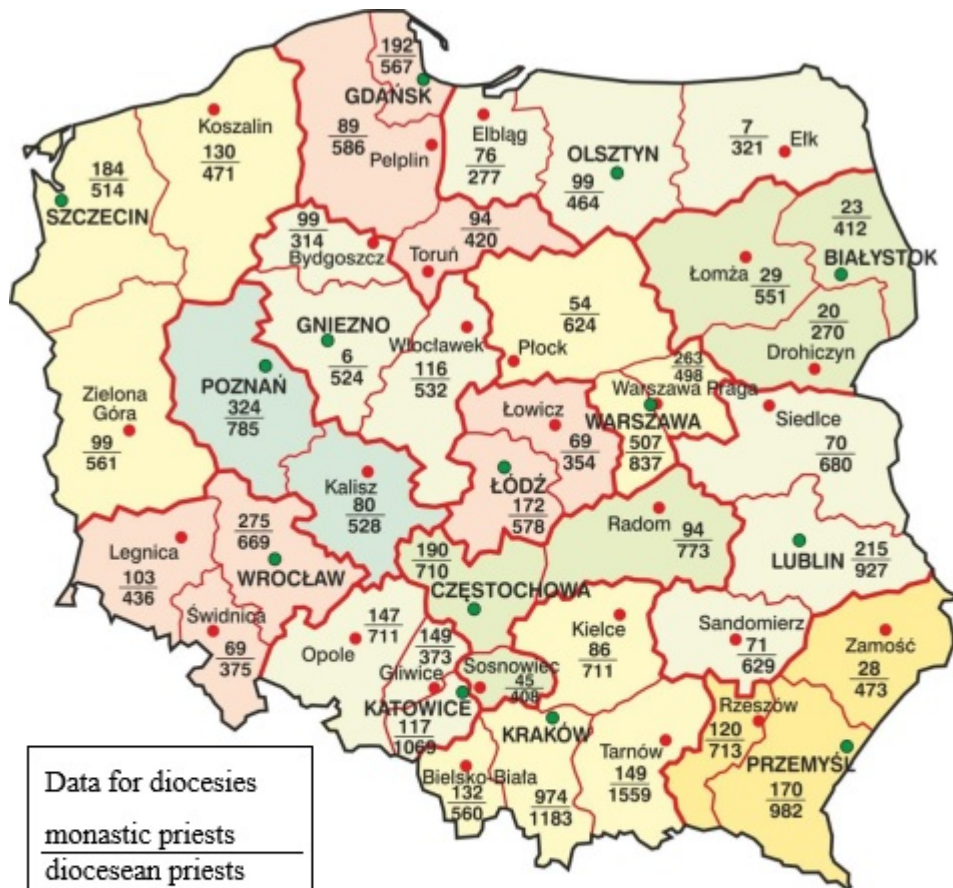 192
567
GDAŃSK
Koszalin
130
471
89
586
Pelplin
Elbląg
76
277
OLSZTYN
99
464
7
321
Ełk
184
514
SZCZECIN
99
314
Bydgoszcz
94
420
Toruń
23
412
BIAŁYSTOK
Łomża
29
551
20
270
Drohiczyn
GNIEZNO
6
524
Włocławek
116
532
54
624
Płock
263
498
Warszawa Praga
WARSZAWA
507
837
Zielona
Góra
99
561
POZNAŃ
324
785
Łowicz
69
354
Siedlce
70
680
Kalisz
80
528
ŁÓDŹ
172
578
Radom
94
773
LUBLIN
215
927
Legnica
103
436
275
669
WROCŁAW
190
710
CZĘSTOCHOWA
Świdnica
69
375
147
711
Opole
149
373
Gliwice
Sosnowiec
45
408
Kielce
86
711
Sandomierz
71
629
Zamość
28
473
KATOWICE
117
1069
KRAKÓW
974
1183
Tarnów
149
1559
Rzeszów
120
713
PRZEMYŚL
170
982
Bielsko-Biała
132
560
Data for diocesies
monastic priests
diocesean priests